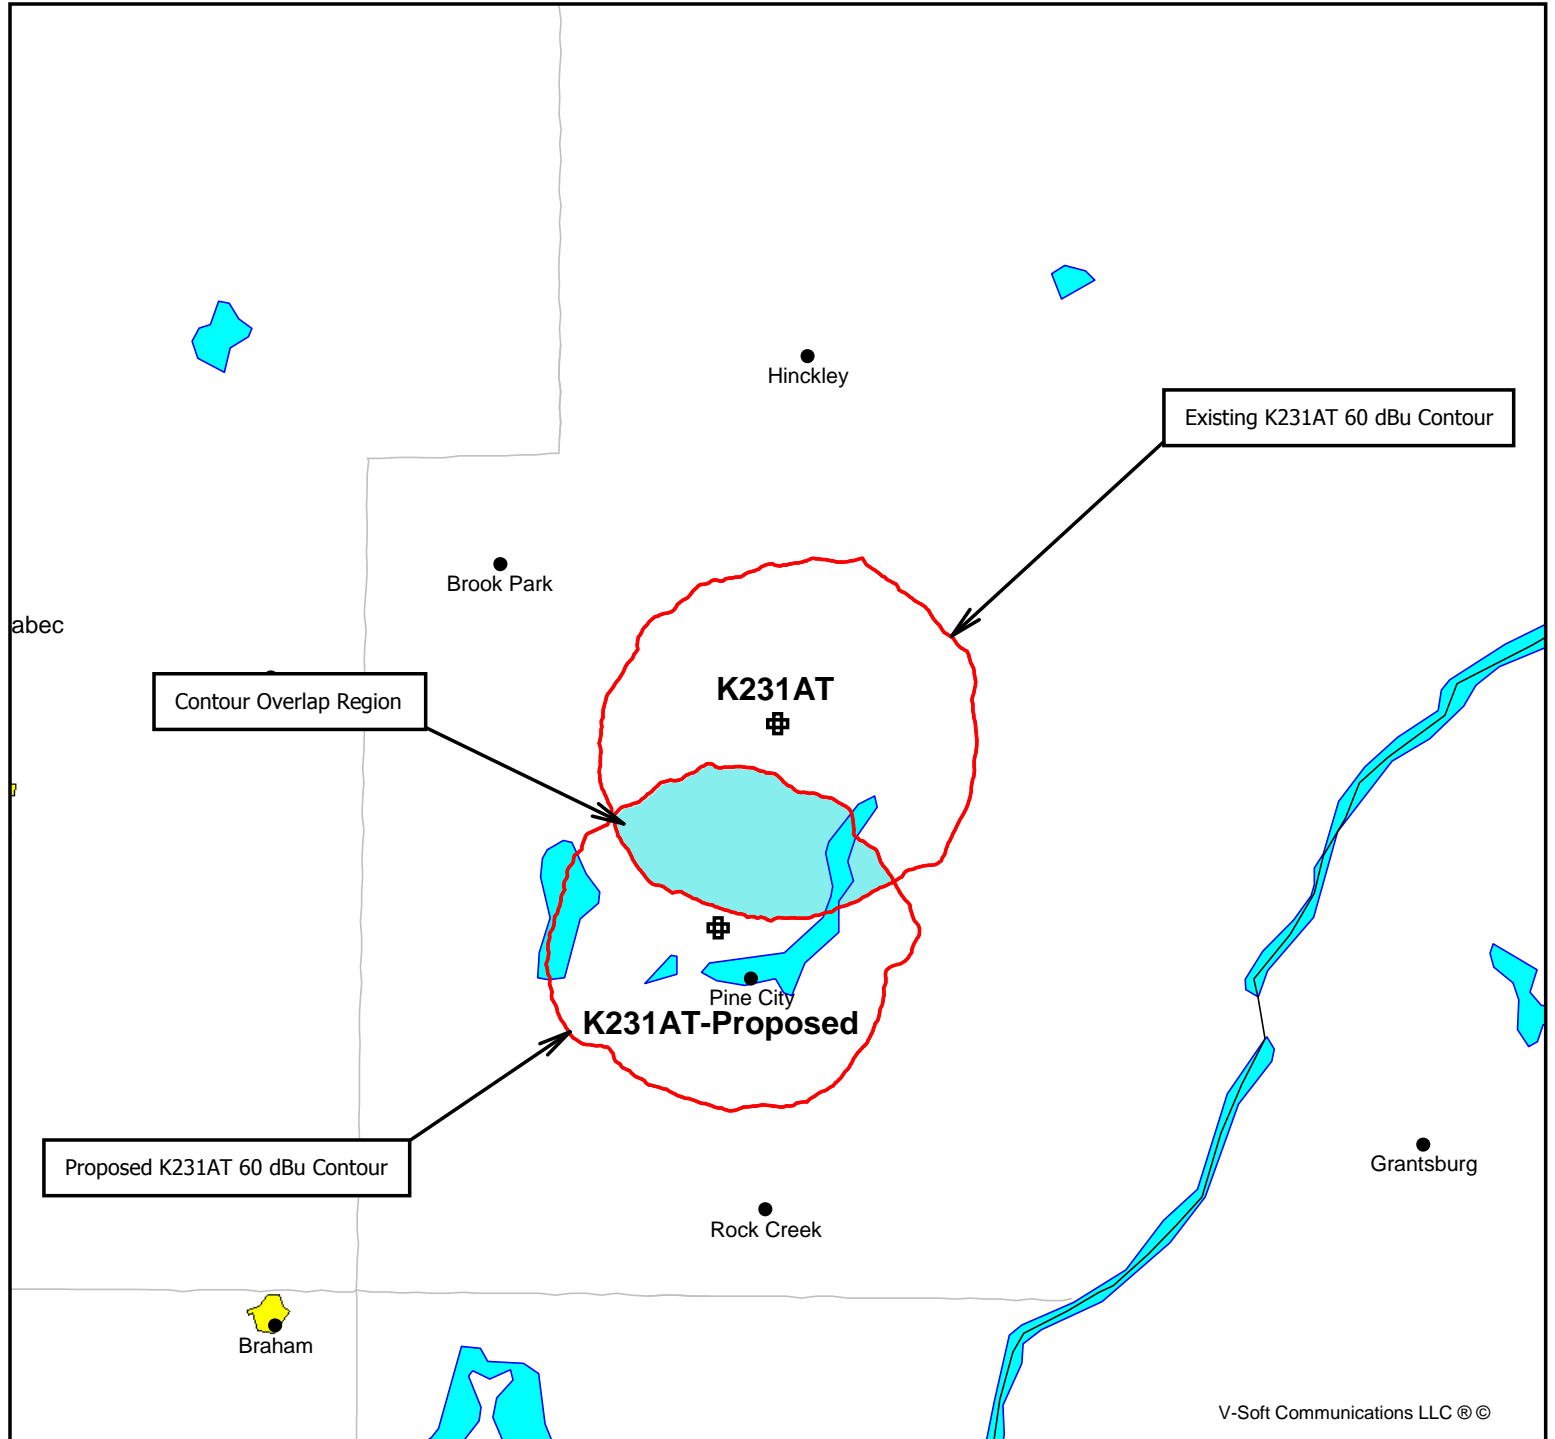 Hinckley
Existing K231AT 60 dBu Contour
Brook Park
abec
K231AT
Contour Overlap Region
Pine City
K231AT-Proposed
Proposed K231AT 60 dBu Contour
Grantsburg
Rock Creek
Braham
V-Soft Communications LLC ® ©